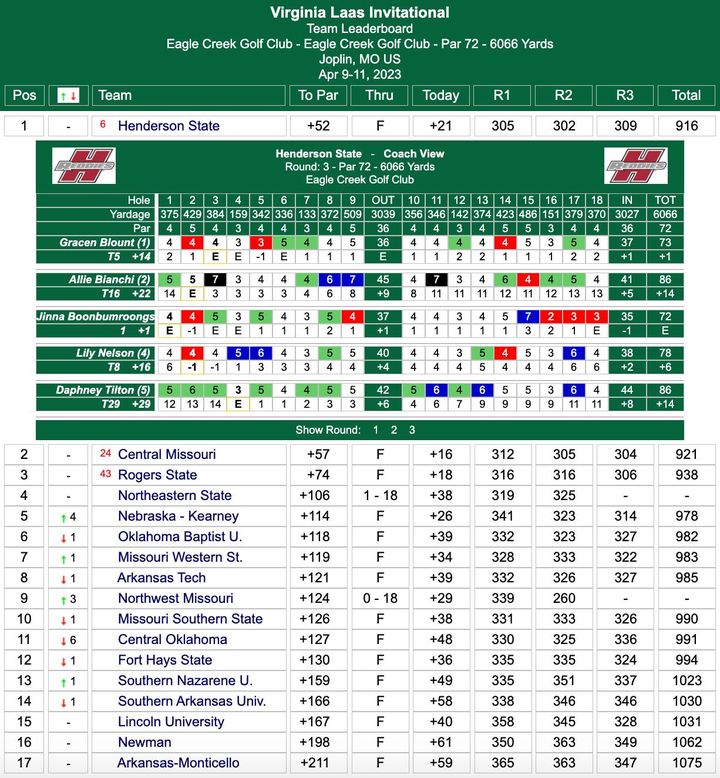 Virginia Laas Invitational
Team Leaderboard
Eagle Creek Golf Club - Eagle Creek Golf Club - Par 72 - 6066 Yards
Joplin, MO US
Apr 9-11, 2023
Pos ↑↓ Team To Par Thru Today R1 R2 R3 Total
1 - 6 Henderson State +52 F +21 305 302 309 916
H REDDIES
Henderson State - Coach View
Round: 3 - Par 72 - 6066 Yards
Eagle Creek Golf Club
H REDDIES
Hole 1 2 3 4 5 6 7 8 9 OUT 10 11 12 13 14 15 16 17 18 IN TOT
Yardage 375 429 384 159 342 336 133 372 509 3039 356 346 142 374 423 486 151 379 370 3027 6066
Par 4 5 4 3 4 4 3 4 5 36 4 4 3 4 5 5 3 4 4 36 72
Gracen Blount (1) 4 4 4 3 3 5 4 4 5 36 4 4 4 4 4 5 3 5 4 37 73
T5 +14 2 1 E E -1 E 1 1 1 E 1 1 2 2 1 1 1 2 2 +1 +1
Allie Bianchi (2) 5 5 7 3 4 4 4 6 7 45 4 7 3 4 6 4 4 5 4 41 86
T16 +22 14 E 3 3 3 3 4 6 8 +9 8 11 11 11 12 11 12 13 13 +5 +14
Jinna Boonbumroongs 4 4 5 3 5 4 3 5 4 37 4 4 3 4 5 7 2 3 3 35 72
1 +1 E -1 E E 1 1 1 2 1 +1 1 1 1 1 1 3 2 1 E -1 E
Lily Nelson (4) 4 4 4 5 6 4 3 5 5 40 4 4 3 5 4 5 3 6 4 38 78
T8 +16 6 -1 -1 1 3 3 3 4 4 +4 4 4 4 5 4 4 4 6 6 +2 +6
Daphney Tilton (5) 5 6 5 3 5 4 4 5 5 42 5 6 4 6 5 5 3 6 4 44 86
T29 +29 12 13 14 E 1 1 2 3 3 +6 4 6 7 9 9 9 9 11 11 +8 +14
Show Round: 1 2 3
2 - 24 Central Missouri +57 F +16 312 305 304 921
3 - 43 Rogers State +74 F +18 316 316 306 938
4 - Northeastern State +106 1 - 18 +38 319 325 - -
5 ↑ 4 Nebraska - Kearney +114 F +26 341 323 314 978
6 ↓ 1 Oklahoma Baptist U. +118 F +39 332 323 327 982
7 ↑ 1 Missouri Western St. +119 F +34 328 333 322 983
8 ↓ 1 Arkansas Tech +121 F +39 332 326 327 985
9 ↑ 3 Northwest Missouri +124 0 - 18 +29 339 260 - -
10 ↓ 1 Missouri Southern State +126 F +38 331 333 326 990
11 ↓ 6 Central Oklahoma +127 F +48 330 325 336 991
12 ↓ 1 Fort Hays State +130 F +36 335 335 324 994
13 ↑ 1 Southern Nazarene U. +159 F +49 335 351 337 1023
14 ↓ 1 Southern Arkansas Univ. +166 F +58 338 346 346 1030
15 - Lincoln University +167 F +40 358 345 328 1031
16 - Newman +198 F +61 350 363 349 1062
17 - Arkansas-Monticello +211 F +59 365 363 347 1075